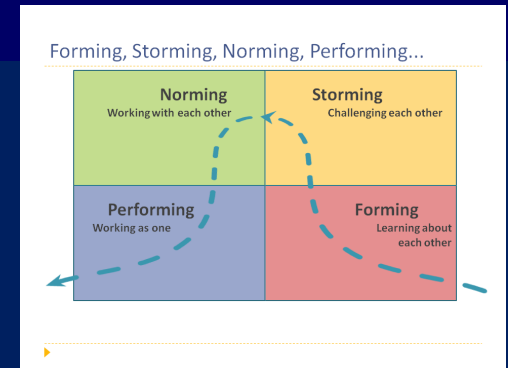 Forming, Storming, Norming, Performing...
Norming
Working with each other
Storming
Challenging each other
Performing
Working as one
Forming
Learning about
each other